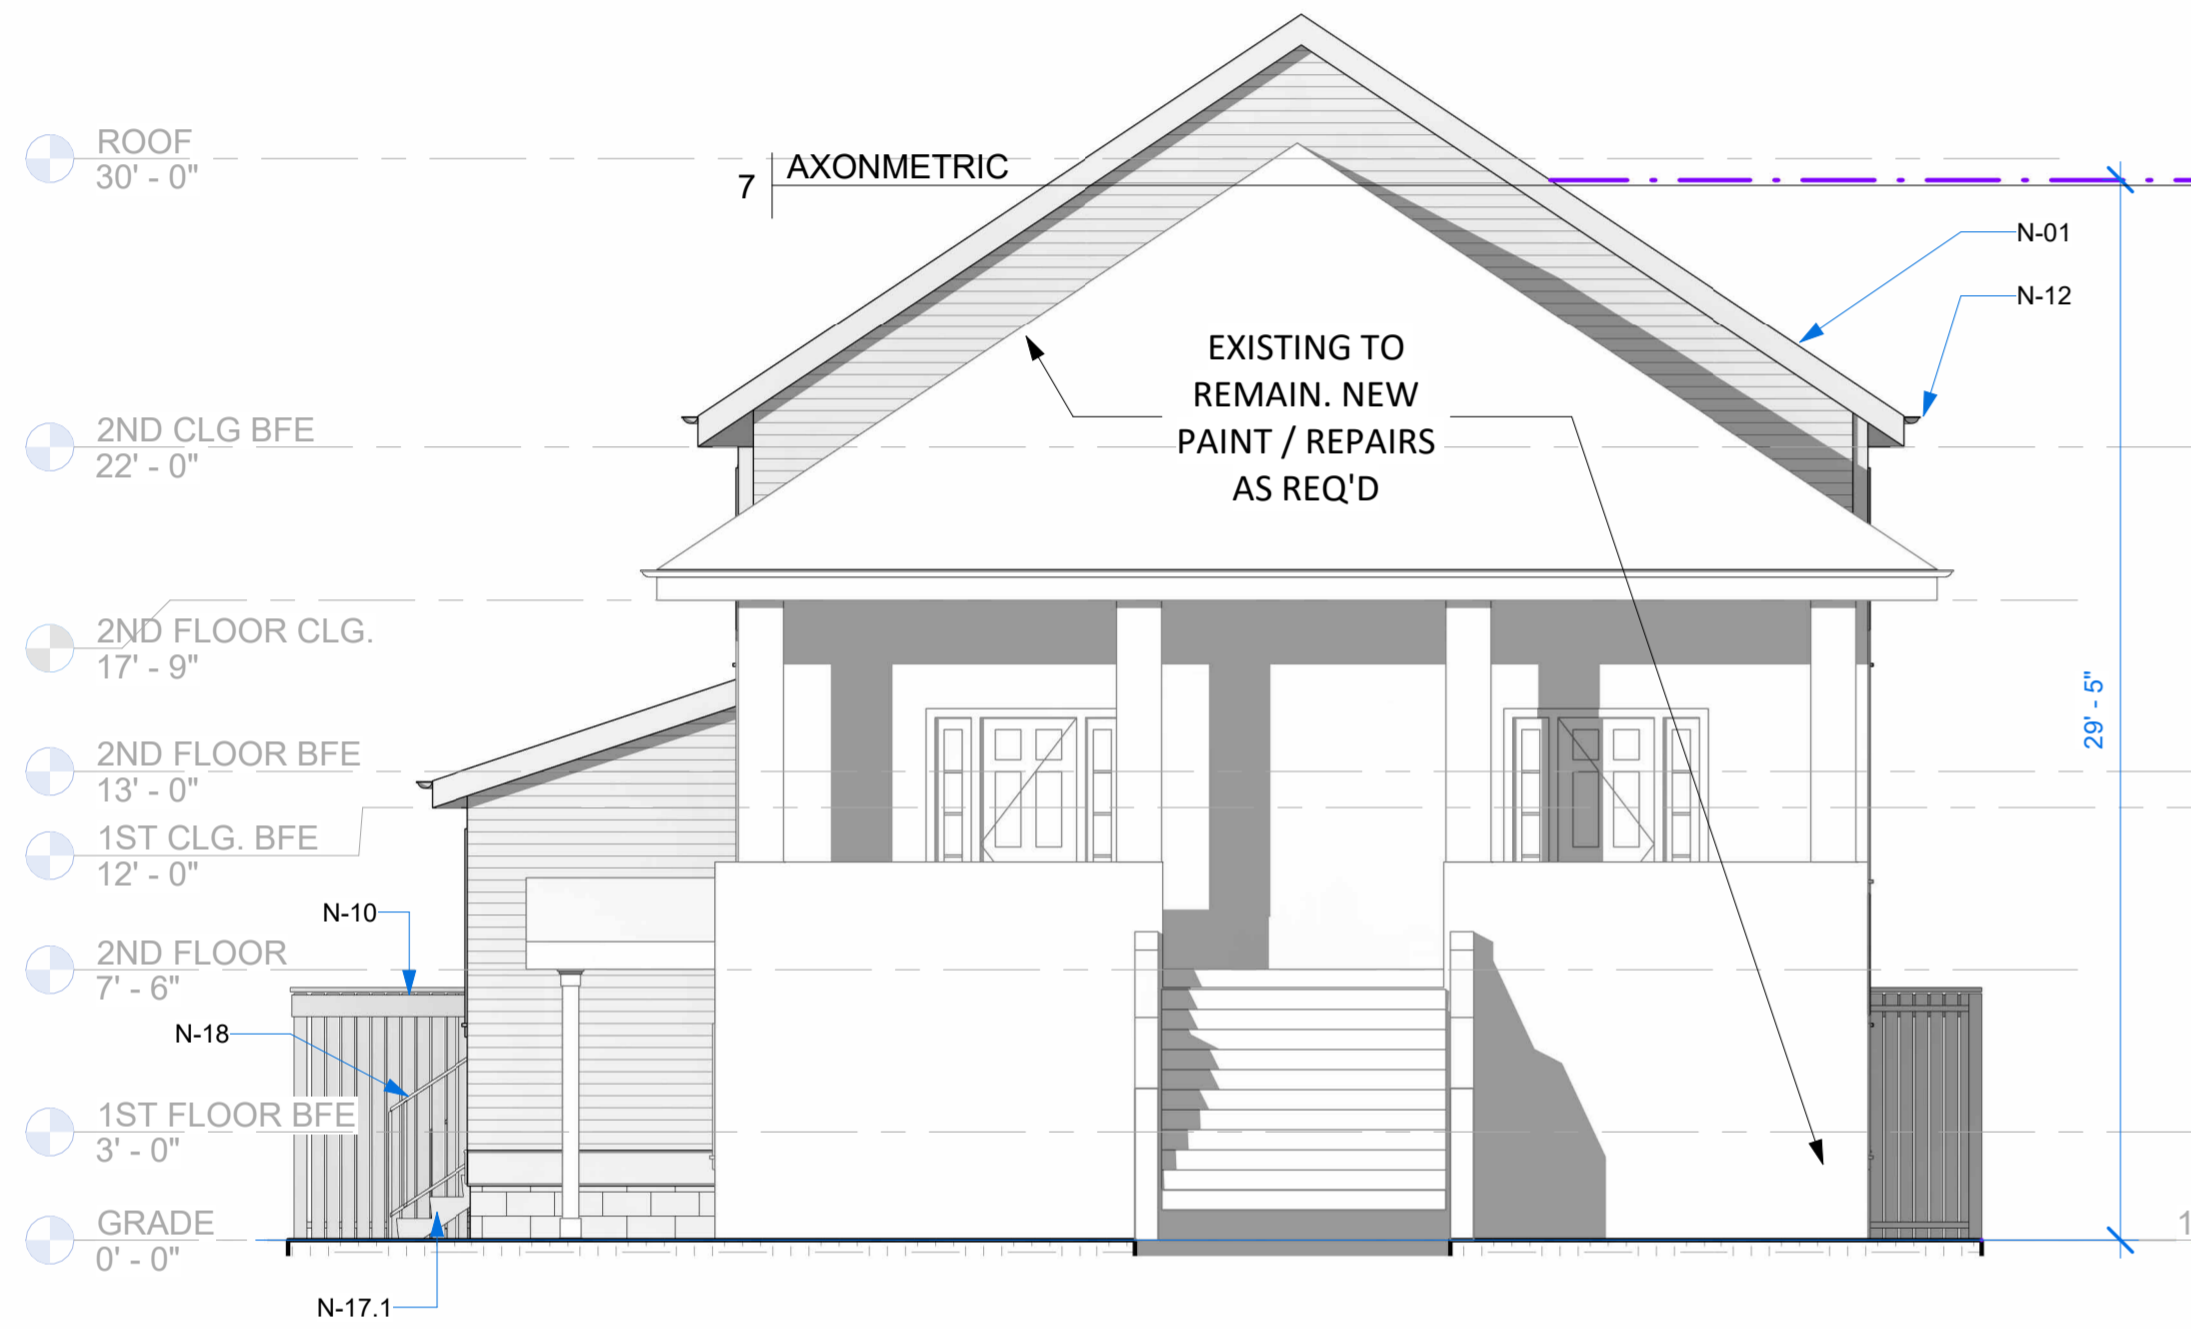 ROOF
30' - 0"
7
AXONMETRIC
N-01
N-12
EXISTING TO
REMAIN. NEW
PAINT / REPAIRS
AS REQ'D
2ND CLG BFE
22' - 0"
2ND FLOOR CLG.
17' - 9"
29' - 5"
2ND FLOOR BFE
13' - 0"
1ST CLG. BFE
12' - 0"
N-10
2ND FLOOR
7' - 6"
N-18
1ST FLOOR BFE
3' - 0"
GRADE
0' - 0"
1
N-17.1